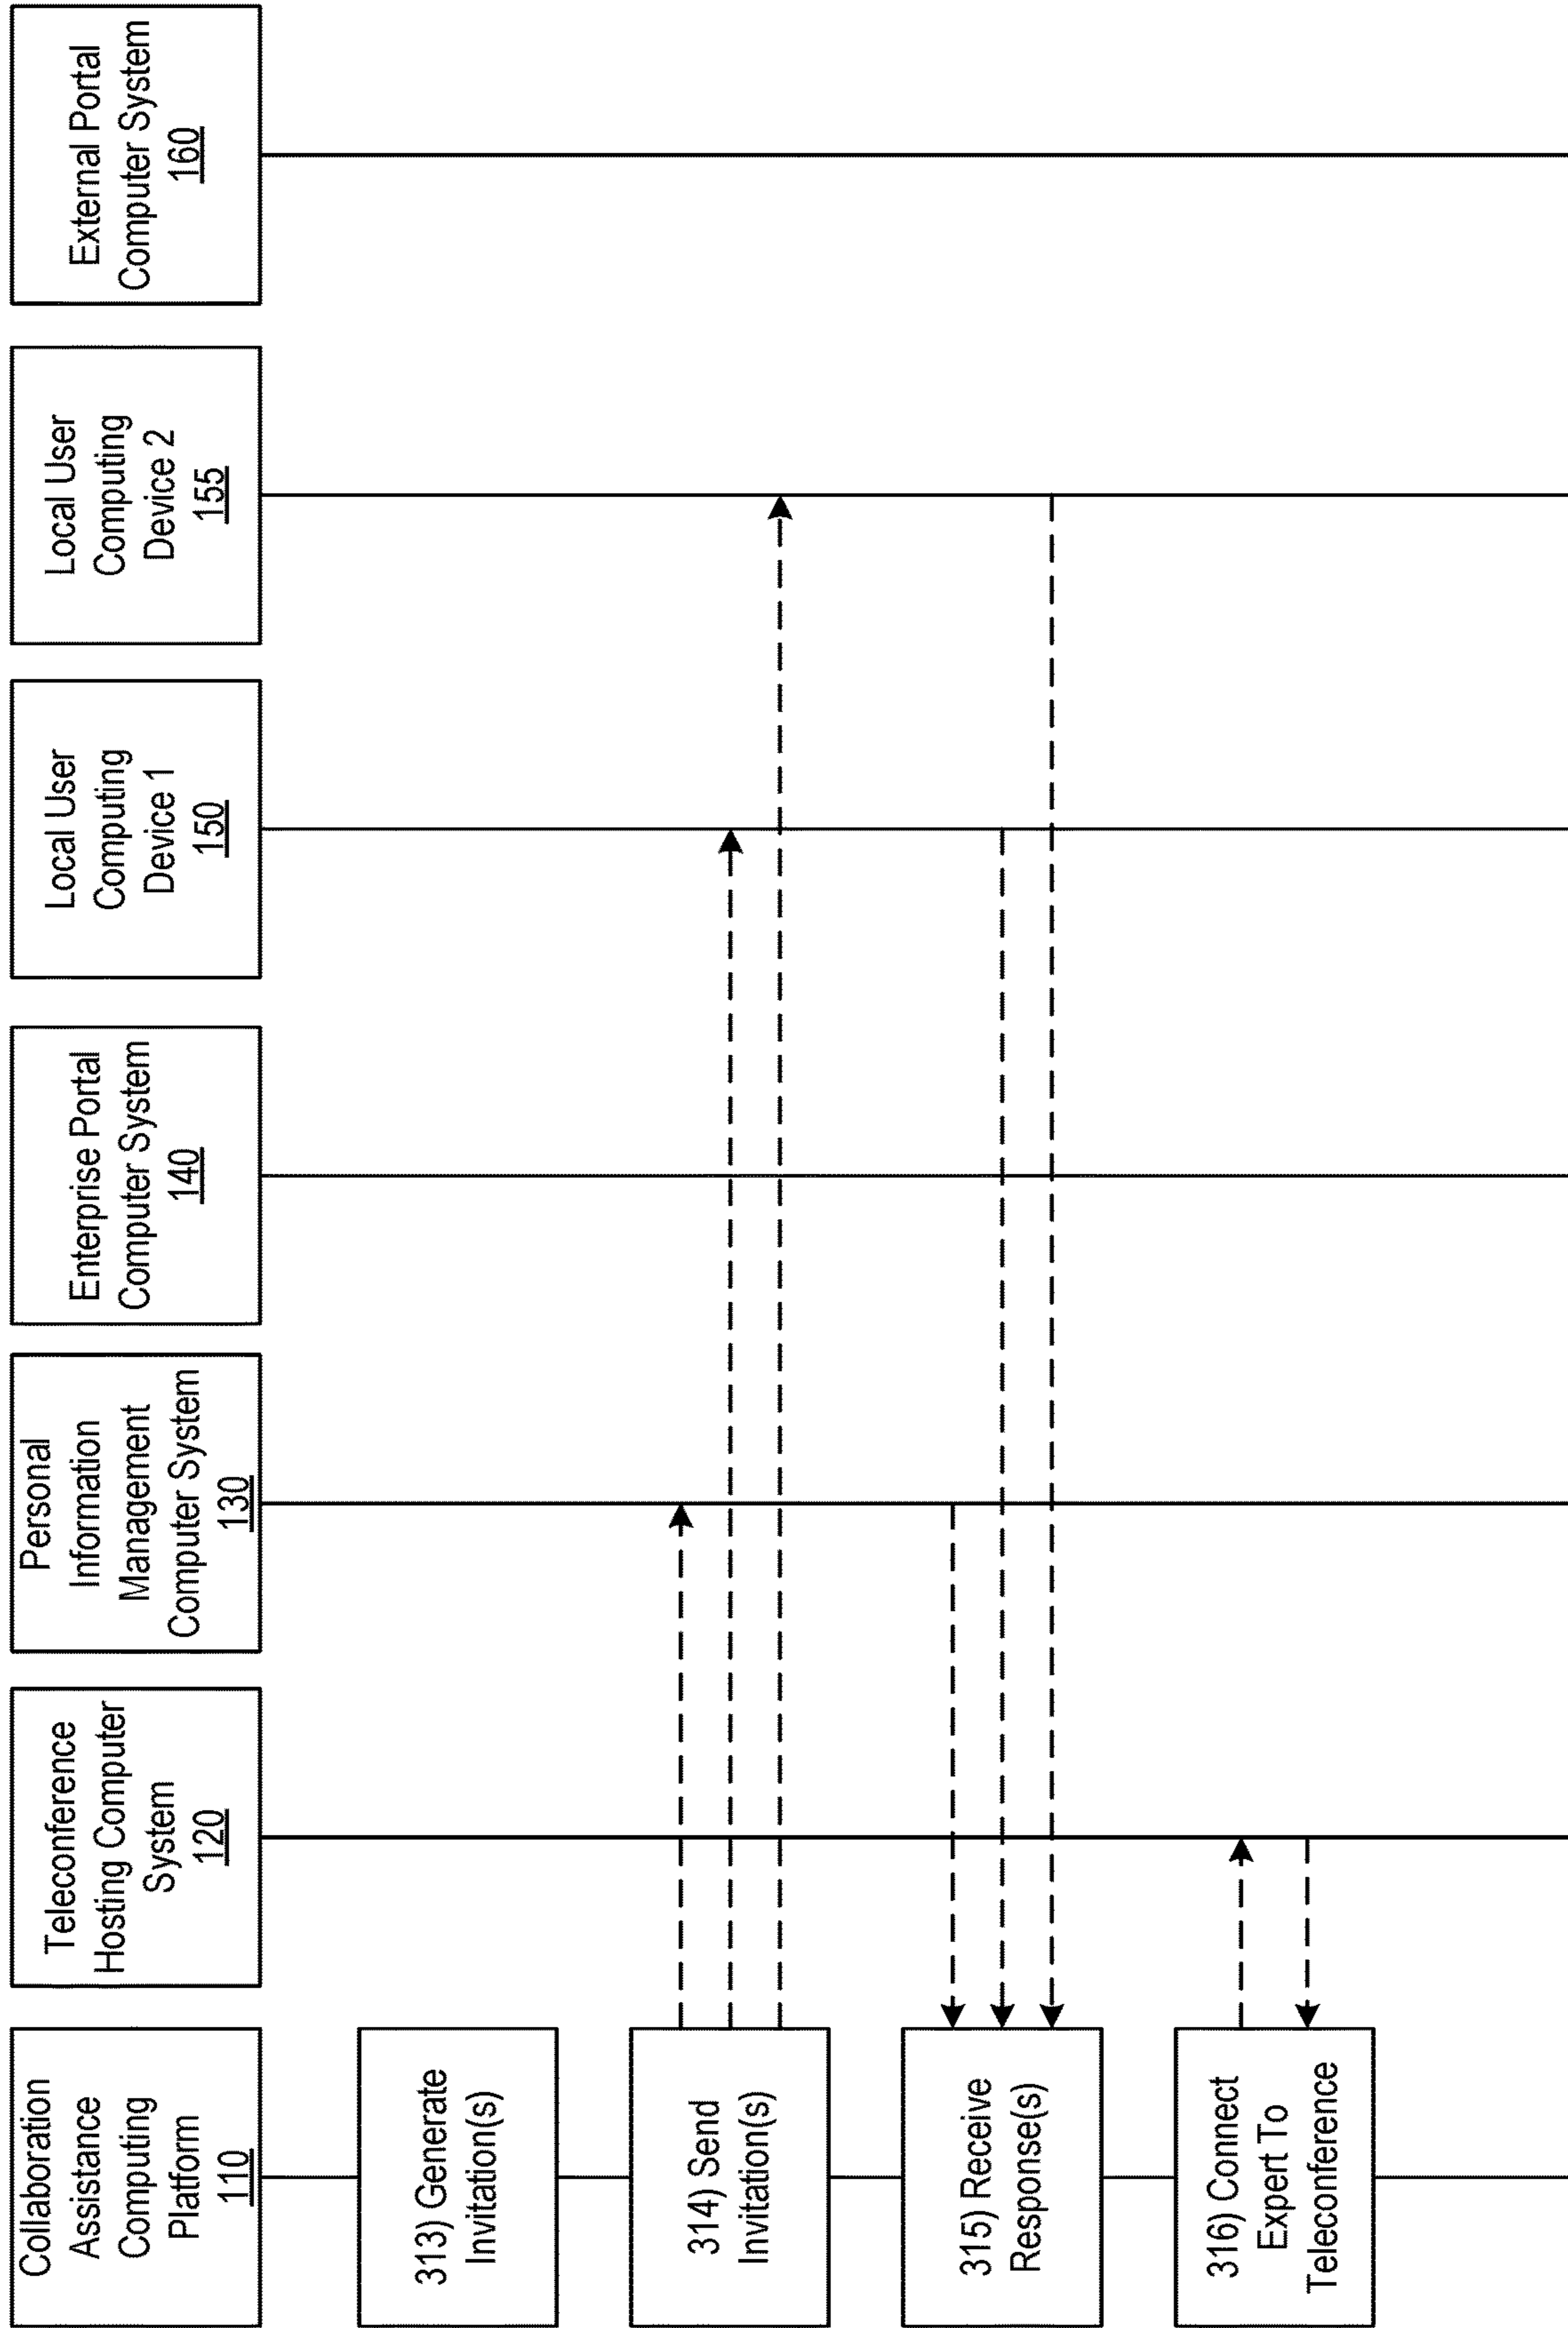 Collaboration
Assistance
Computing
Platform
110
Teleconference
Hosting Computer
System
120
Personal
Information
Management
Computer System
130
Enterprise Portal
Computer System
140
Local User
Computing
Device 1
150
Local User
Computing
Device 2
155
External Portal
Computer System
160
313) Generate
Invitation(s)
314) Send
Invitation(s)
315) Receive
Response(s)
316) Connect
Expert To
Teleconference